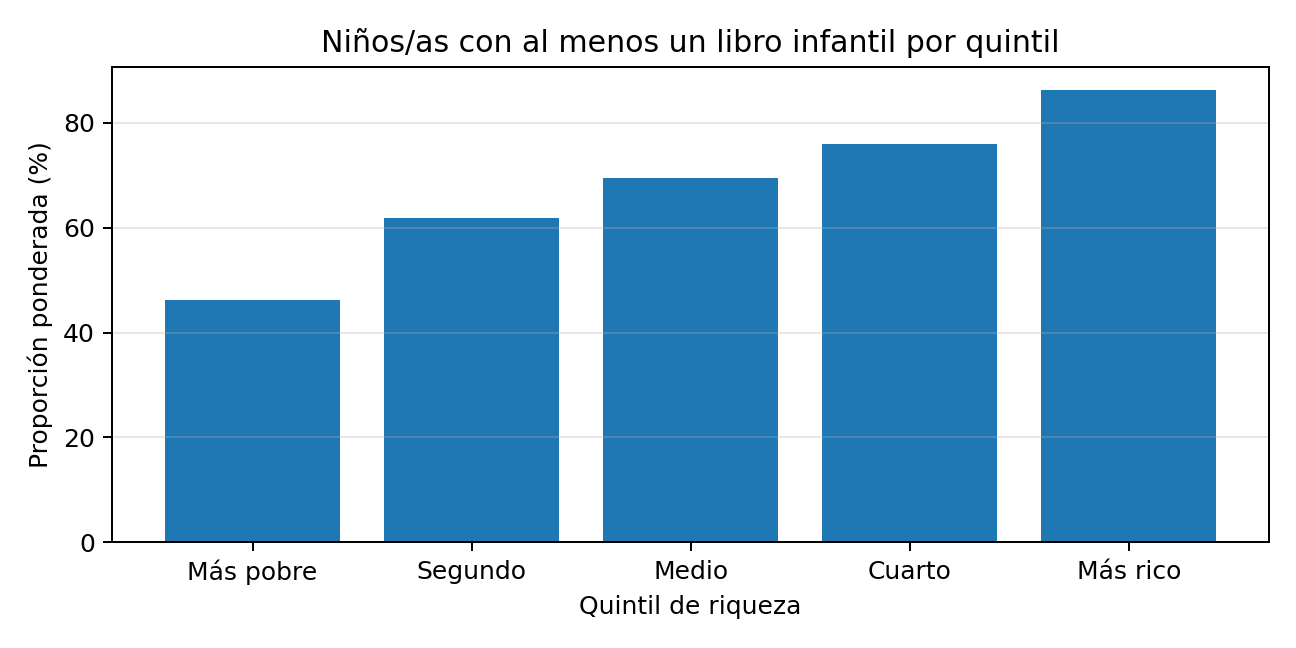 Niños/as con al menos un libro infantil por quintil
Proporción ponderada (%)
80
60
40
20
0
Más pobre Segundo Medio Cuarto Más rico
Quintil de riqueza